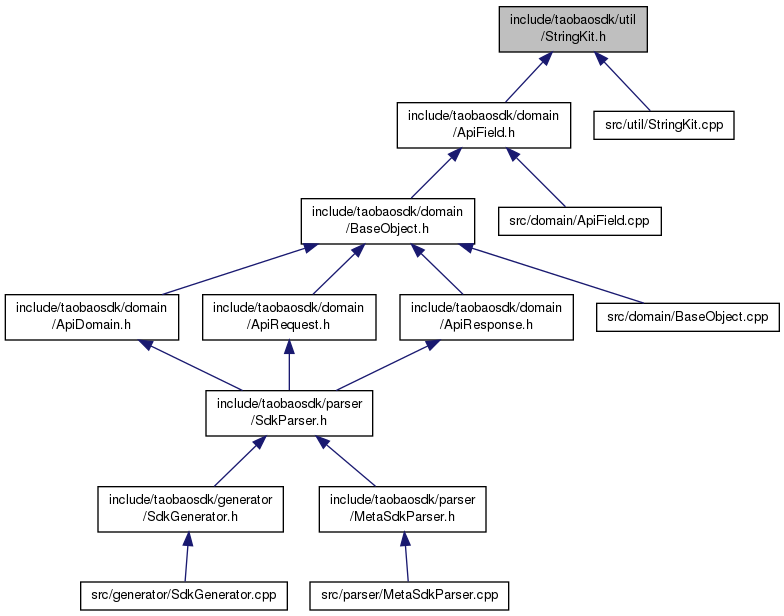 include/taobaosdk/util
/StringKit.h
include/taobaosdk/domain
/ApiField.h
src/util/StringKit.cpp
include/taobaosdk/domain
/BaseObject.h
src/domain/ApiField.cpp
include/taobaosdk/domain
/ApiDomain.h
include/taobaosdk/domain
/ApiRequest.h
include/taobaosdk/domain
/ApiResponse.h
src/domain/BaseObject.cpp
include/taobaosdk/parser
/SdkParser.h
include/taobaosdk/generator
/SdkGenerator.h
include/taobaosdk/parser
/MetaSdkParser.h
src/generator/SdkGenerator.cpp
src/parser/MetaSdkParser.cpp